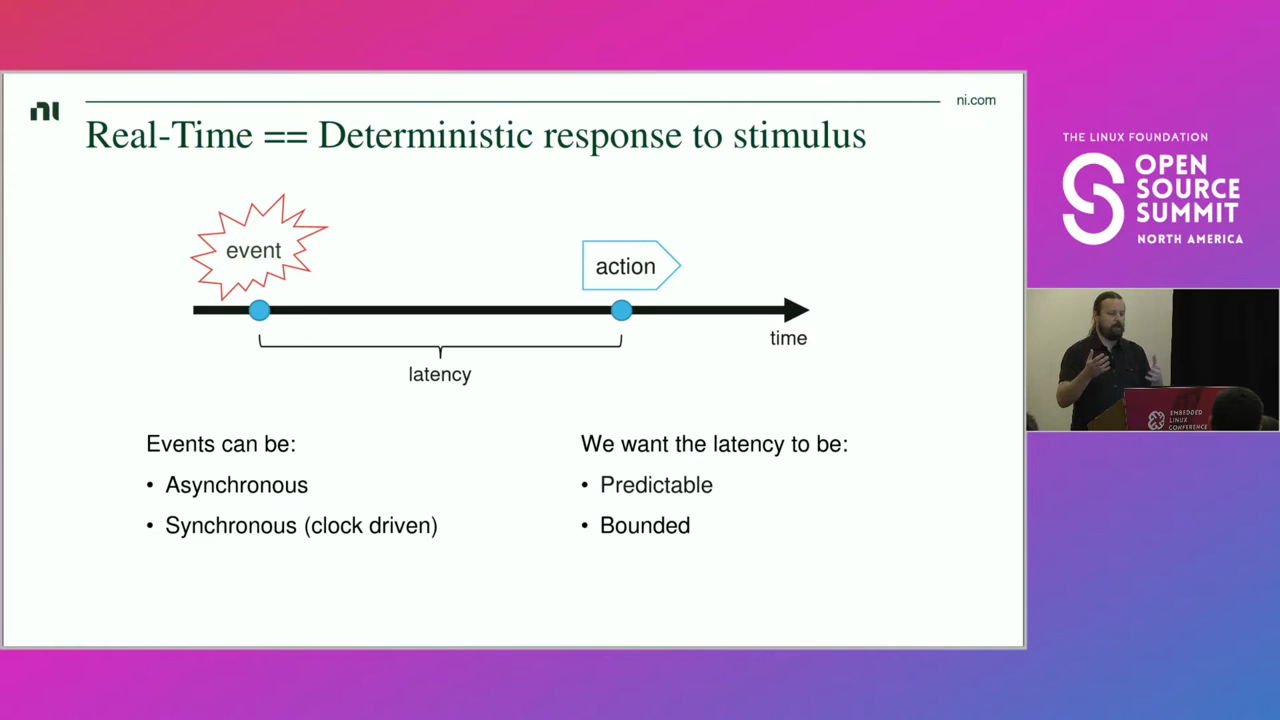 ni
ni.com
Real-Time == Deterministic response to stimulus
event
action
time
latency
Events can be:
• Asynchronous
• Synchronous (clock driven)
We want the latency to be:
• Predictable
• Bounded
THE LINUX FOUNDATION
OPEN
SOURCE
SUMMIT
NORTH AMERICA
EMBEDDED
LINUX
CONFERENCE